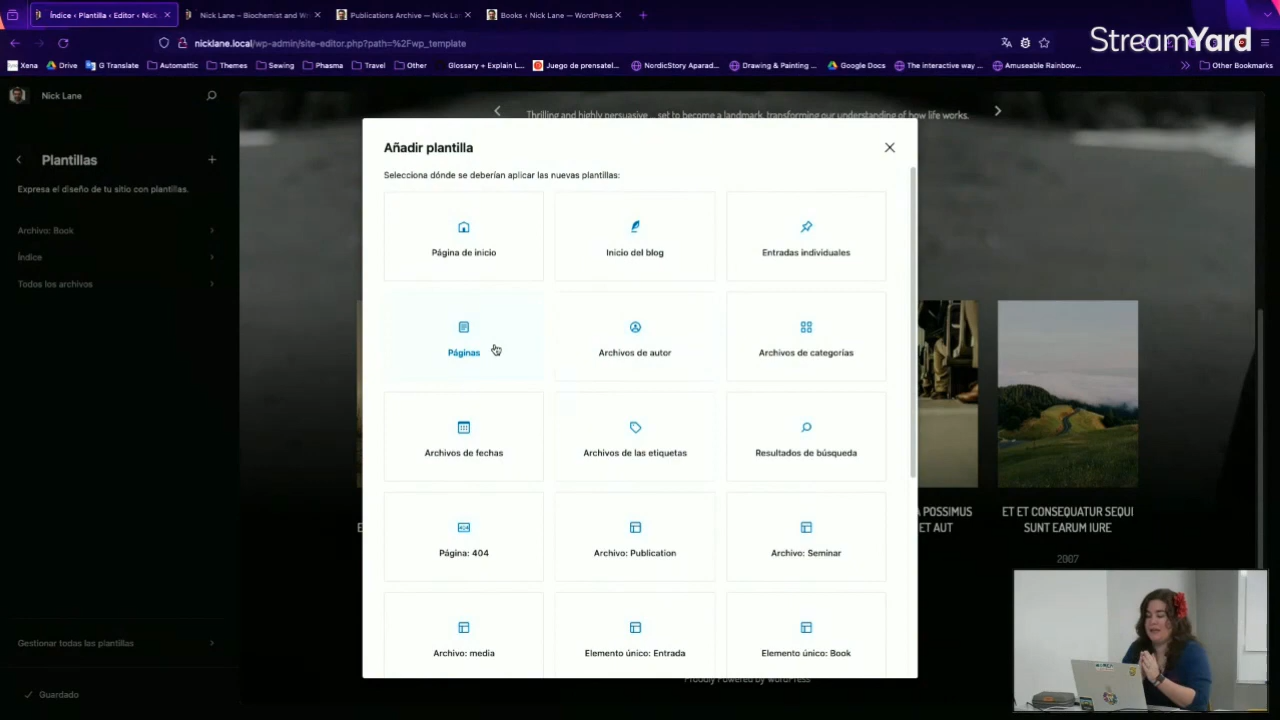 Índice ‹ Plantilla ‹ Editor ‹ Nick
Nick Lane – Biochemist and Wr
Publications Archive — Nick Lan
Books ‹ Nick Lane — WordPress
nicklane.local/wp-admin/site-editor.php?path=%2Fwp_template
StreamYard
Xena
Drive
G Translate
Automattic
Themes
Sewing
Phasma
Travel
Other
Glossary + Explain L...
Juego de prensatel...
NordicStory Aparad...
Drawing & Painting ...
Google Docs
The interactive way ...
Amuseable Rainbow...
Other Bookmarks
Nick Lane
Plantillas
Expresa el diseño de tu sitio con plantillas.
Archivo: Book
Índice
Todos los archivos
Gestionar todas las plantillas
Guardado
Thrilling and highly persuasive ... set to become a landmark, transforming our understanding of how life works.
Añadir plantilla
Selecciona dónde se deberían aplicar las nuevas plantillas:
Página de inicio
Inicio del blog
Entradas individuales
Páginas
Archivos de autor
Archivos de categorías
Archivos de fechas
Archivos de las etiquetas
Resultados de búsqueda
404
Página: 404
Archivo: Publication
Archivo: Seminar
Archivo: media
Elemento único: Entrada
Elemento único: Book
POSSIMUS
ET AUT
ET ET CONSEQUATUR SEQUI
SUNT EARUM IURE
2007
Proudly Powered by WordPress